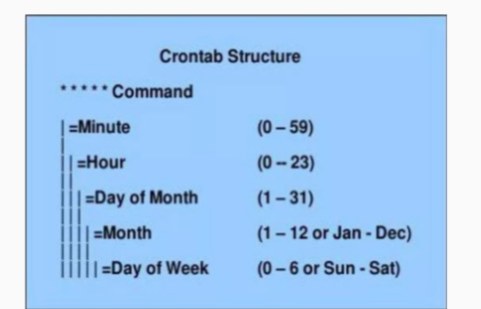 Crontab Structure
* * * * * Command
| =Minute (0 – 59)
|
| | =Hour (0 – 23)
| |
| | | =Day of Month (1 – 31)
| | |
| | | | =Month (1 – 12 or Jan - Dec)
| | | |
| | | | | =Day of Week (0 – 6 or Sun - Sat)